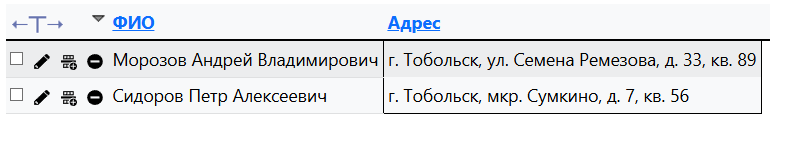 ФИО Адрес
Морозов Андрей Владимирович г. Тобольск, ул. Семена Ремезова, д. 33, кв. 89
Сидоров Петр Алексеевич г. Тобольск, мкр. Сумкино, д. 7, кв. 56